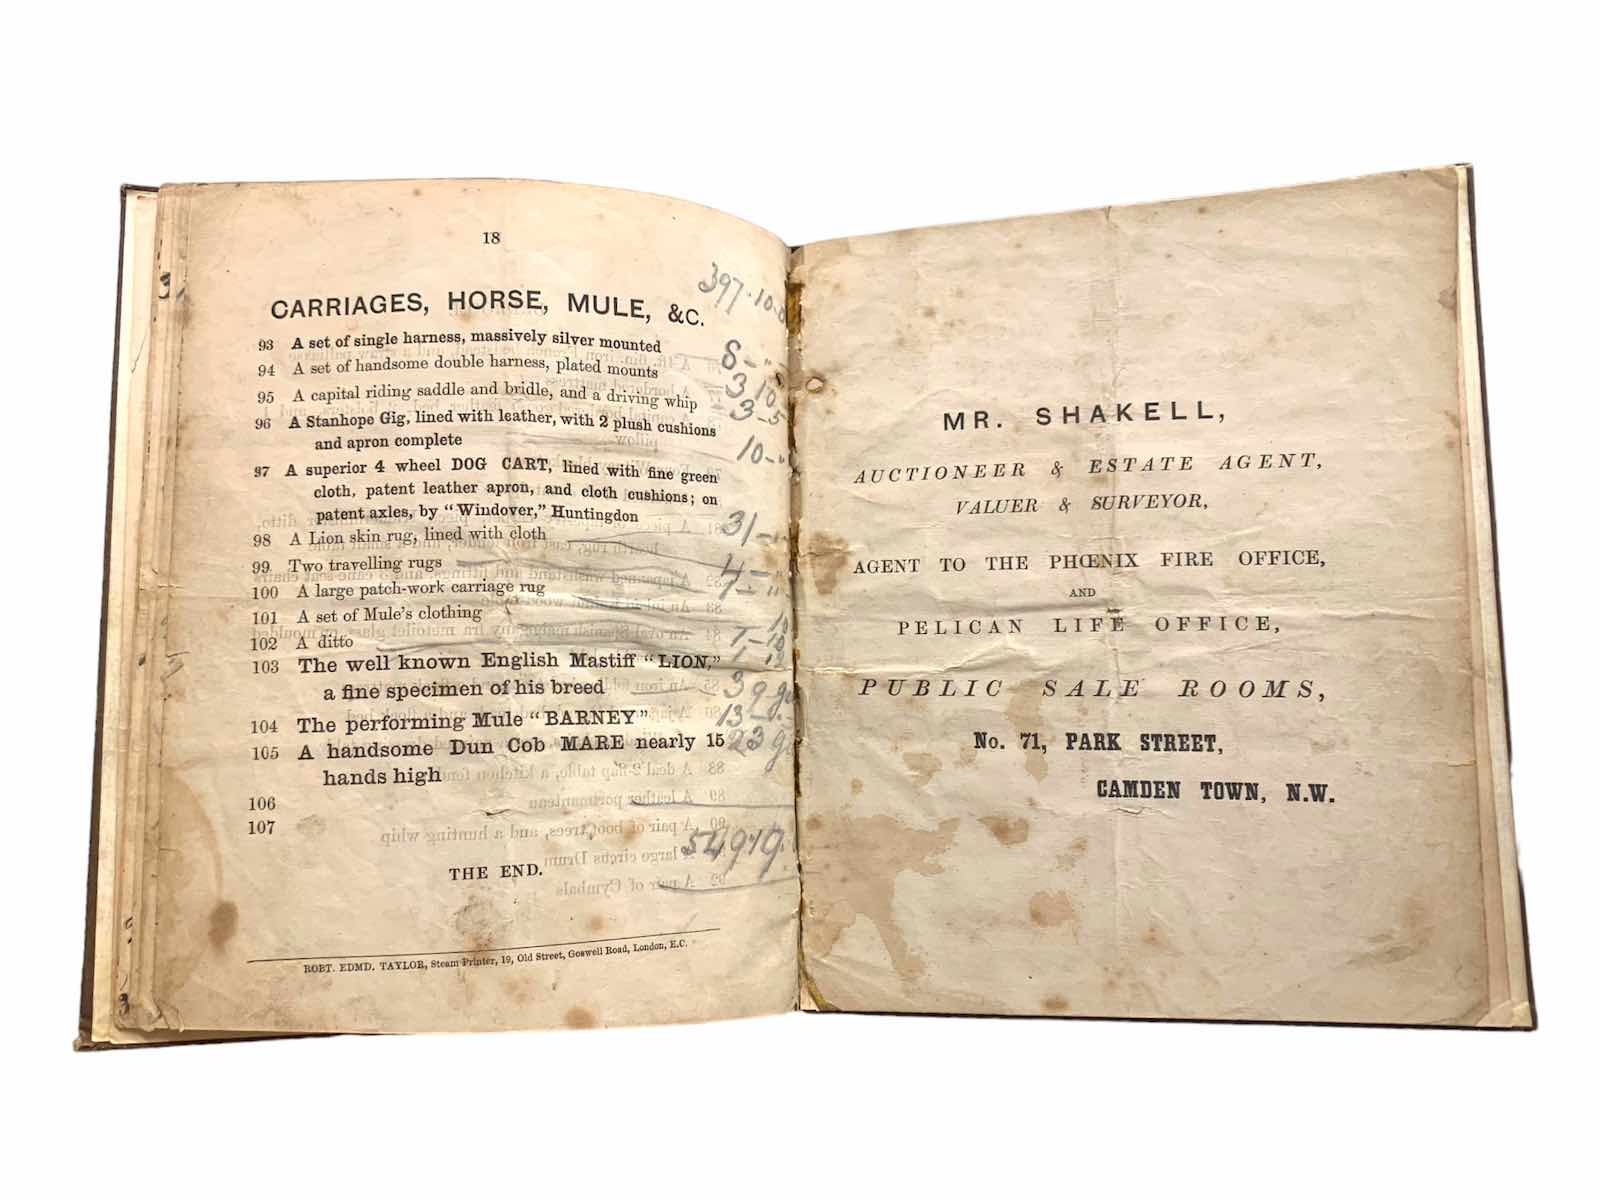 18
397.10-
CARRIAGES, HORSE, MULE, &C.
93 A set of single harness, massively silver mounted
94 A set of handsome double harness, plated mounts
95 A capital riding saddle and bridle, and a driving whip
3-5
96 A Stanhope Gig, lined with leather, with 2 plush cushions
and apron complete
10-"
97 A superior 4 wheel DOG CART, lined with fine green
cloth, patent leather apron, and cloth cushions; on
patent axles, by "Windover," Huntingdon
31-
98 A Lion skin rug, lined with cloth
99 Two travelling rugs
4-"
100 A large patch-work carriage rug
101 A set of Mule's clothing
102 A ditto
103 The well known English Mastiff "LION,"
a fine specimen of his breed
104 The performing Mule "BARNEY"
13-
105 A handsome Dun Cob MARE nearly 15
hands high
23 g
106
107
THE END.
ROBT. EDMD. TAYLOR, Steam Printer, 19, Old Street, Goswell Road, London, E.C.
MR. SHAKELL,
AUCTIONEER & ESTATE AGENT,
VALUER & SURVEYOR,
AGENT TO THE PHŒNIX FIRE OFFICE,
AND
PELICAN LIFE OFFICE,
PUBLIC SALE ROOMS,
No. 71, PARK STREET,
CAMDEN TOWN, N.W.